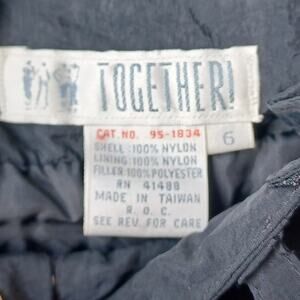 TOGETHER!
CAT. NO. 95-1834
6
SHELL: 100% NYLON
LINING: 100% NYLON
FILLER: 100% POLYESTER
RN 41488
MADE IN TAIWAN
R. O. C.
SEE REV. FOR CARE